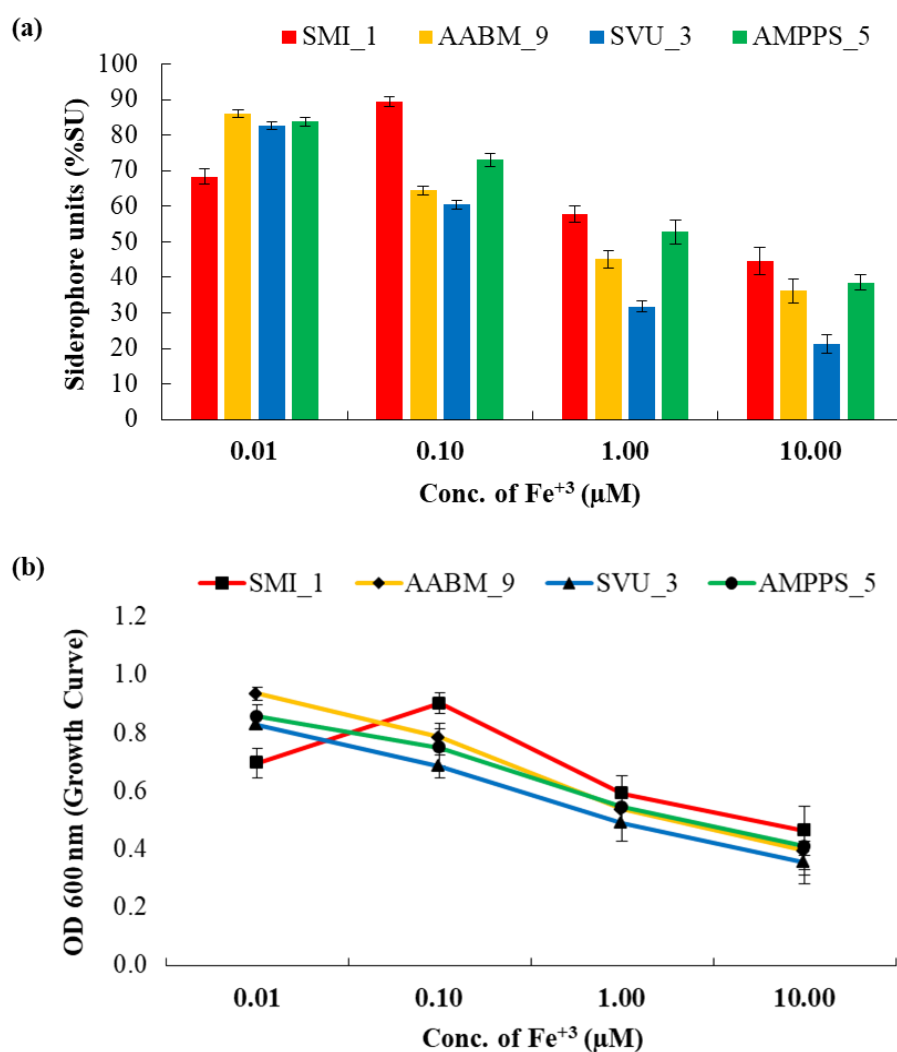 (a)
SMI_1 AABM_9 SVU_3 AMPPS_5
Siderophore units (%SU)
100
90
80
70
60
50
40
30
20
10
0
0.01 0.10 1.00 10.00
Conc. of Fe⁺³ (µM)
(b)
SMI_1 AABM_9 SVU_3 AMPPS_5
OD 600 nm (Growth Curve)
1.2
1.0
0.8
0.6
0.4
0.2
0.0
0.01 0.10 1.00 10.00
Conc. of Fe⁺³ (µM)